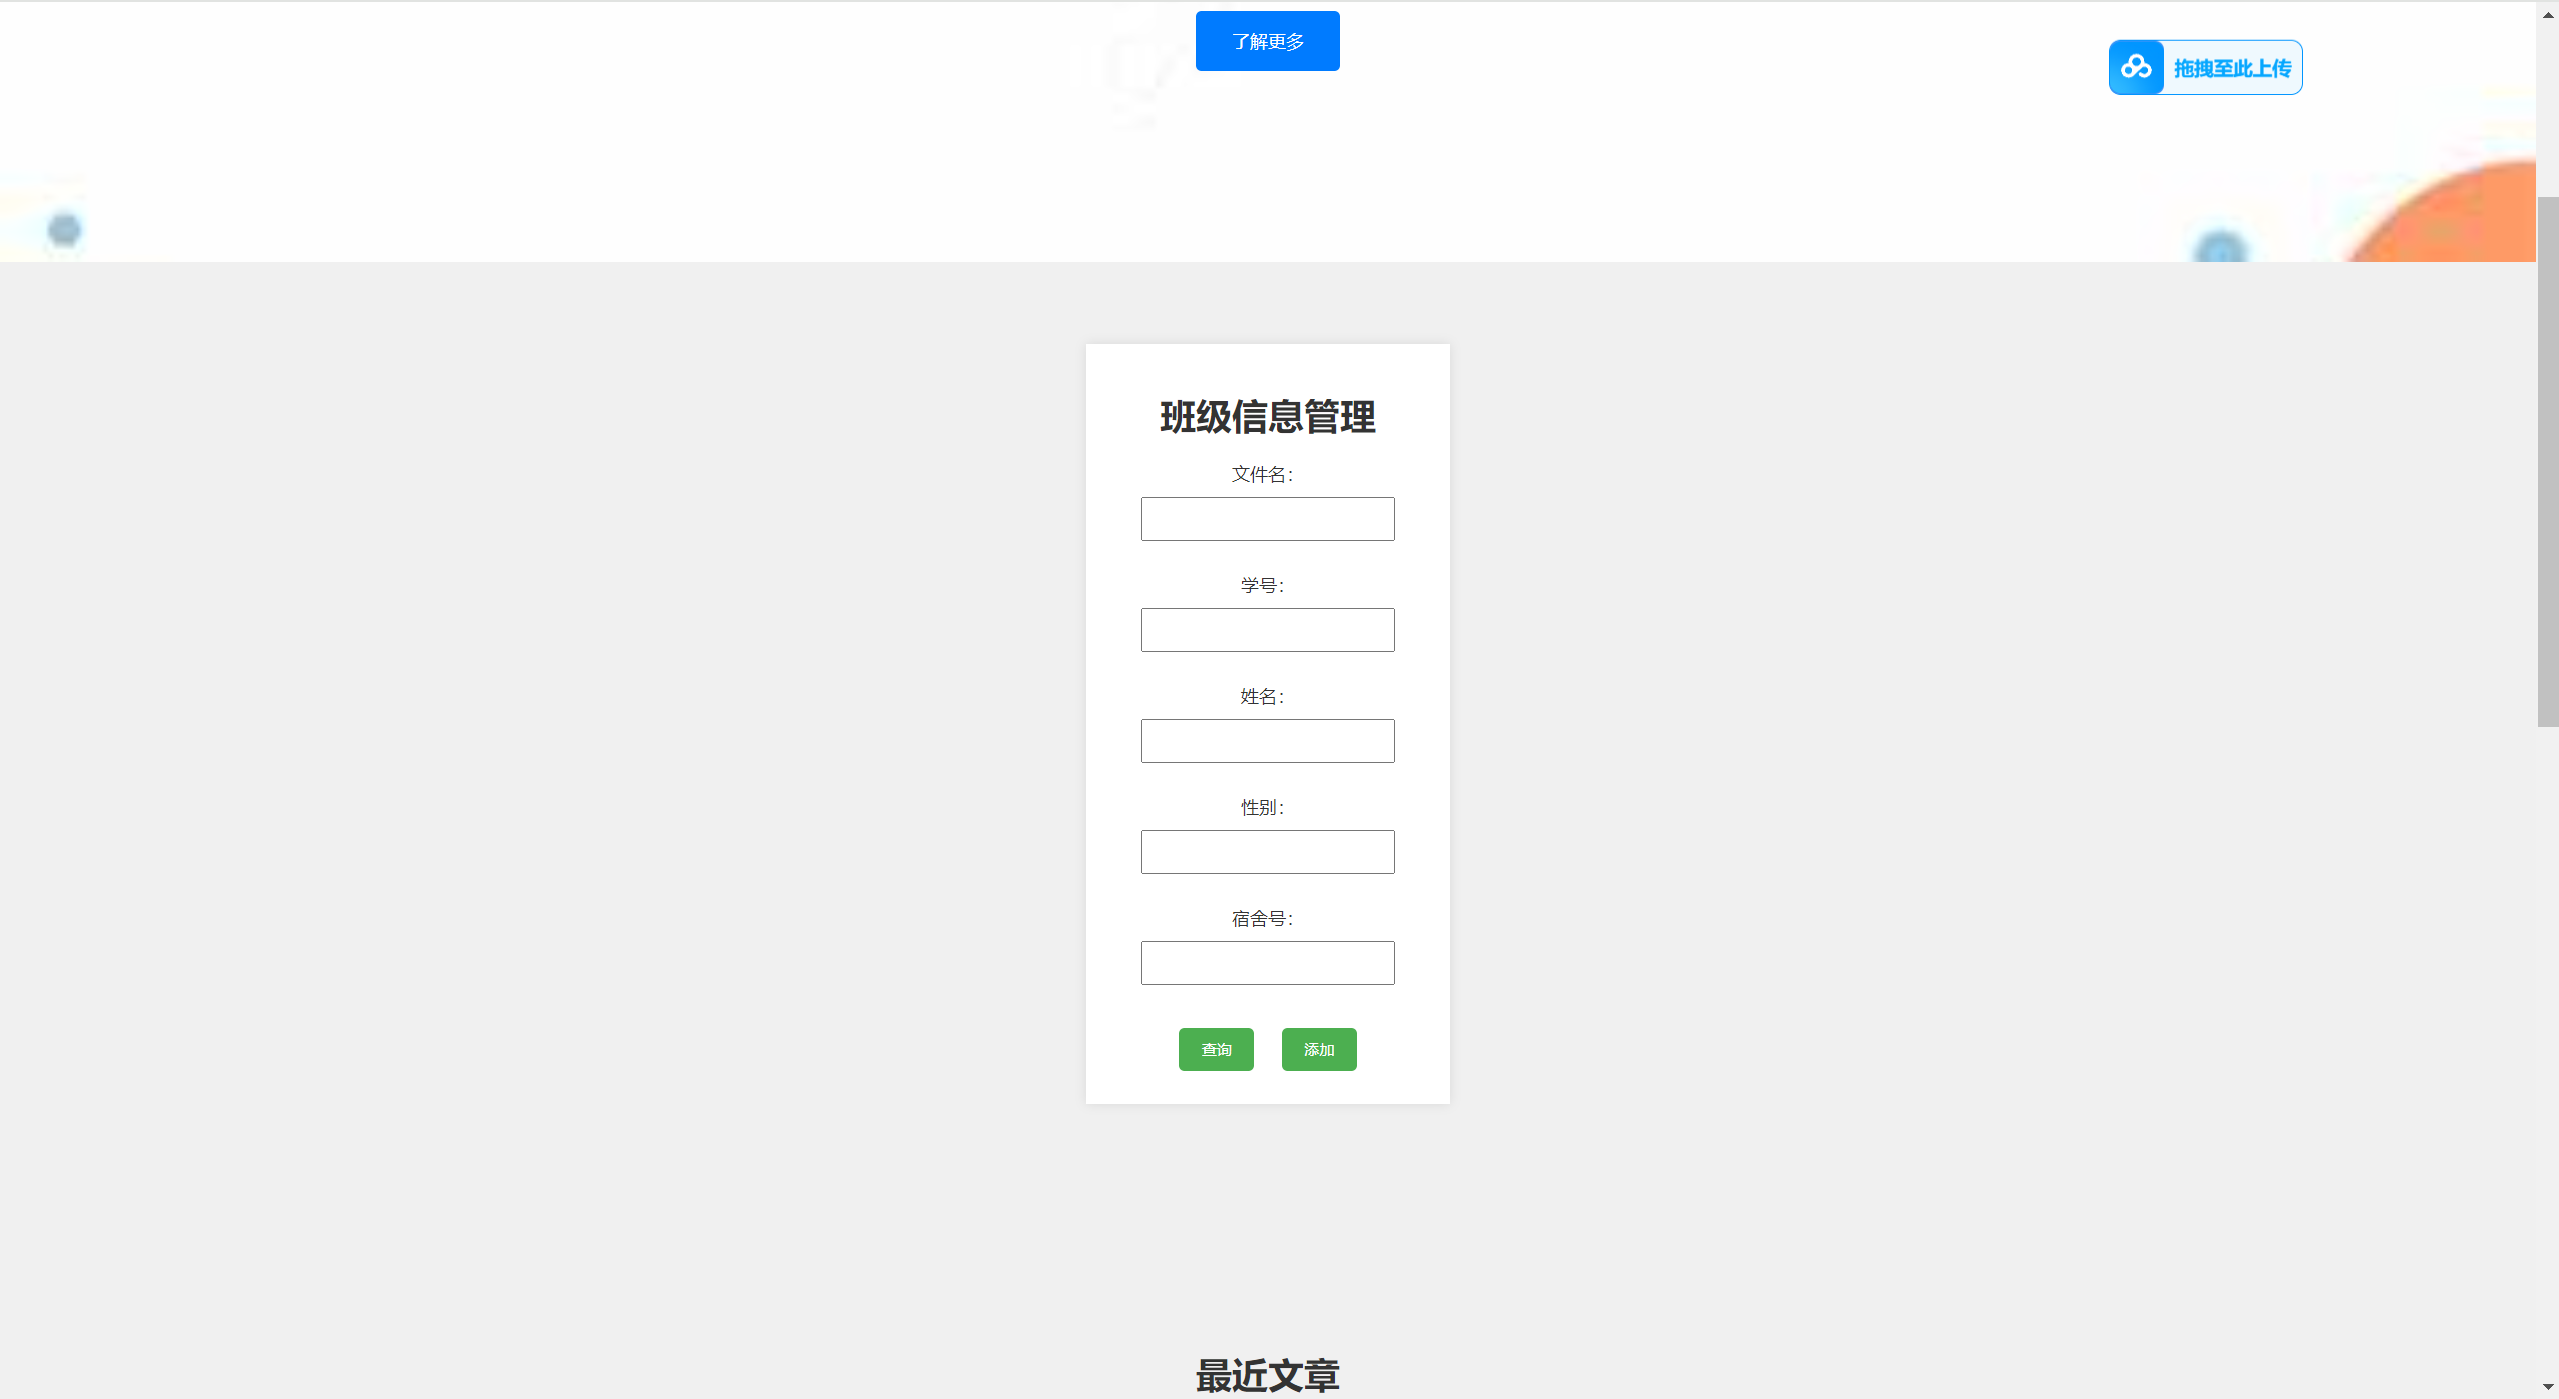 了解更多
拖拽至此上传
班级信息管理
文件名：
学号：
姓名：
性别：
宿舍号：
查询
添加
最近文章